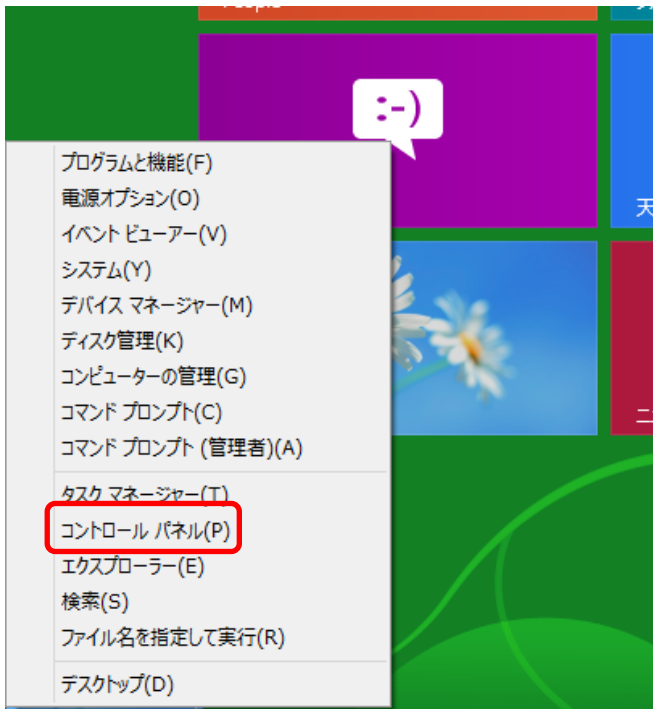 :-)
天
プログラムと機能(F)
電源オプション(O)
イベント ビューアー(V)
システム(Y)
デバイス マネージャー(M)
ディスク管理(K)
コンピューターの管理(G)
コマンド プロンプト(C)
コマンド プロンプト (管理者)(A)
タスク マネージャー(T)
コントロール パネル(P)
エクスプローラー(E)
検索(S)
ファイル名を指定して実行(R)
デスクトップ(D)